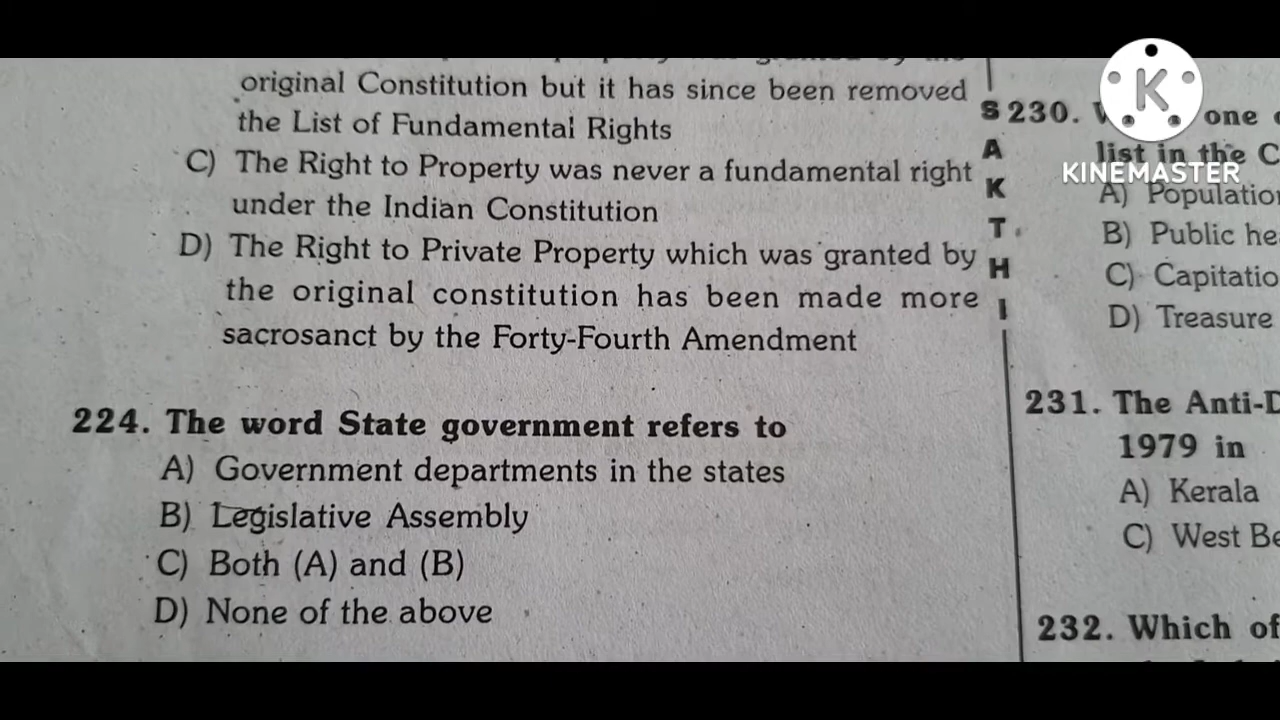 original Constitution but it has since been removed
the List of Fundamental Rights
C) The Right to Property was never a fundamental right
under the Indian Constitution
D) The Right to Private Property which was granted by
the original constitution has been made more
sacrosanct by the Forty-Fourth Amendment
224. The word State government refers to
A) Government departments in the states
B) Legislative Assembly
C) Both (A) and (B)
D) None of the above
S
A
K
T
H
I
230. one
list in the C
A) Populatio
B) Public he
C) Capitatio
D) Treasure
231. The Anti-D
1979 in
A) Kerala
C) West Be
232. Which of
K
KINEMASTER